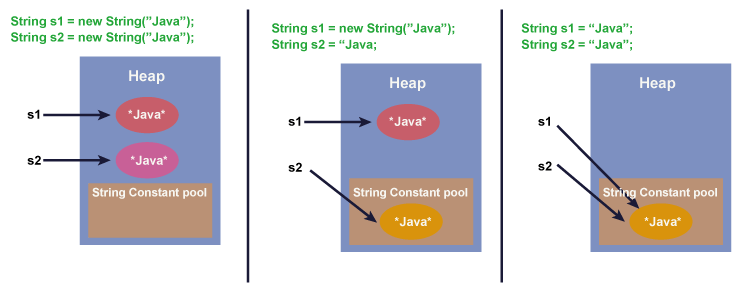 String s1 = new String(”Java”);
String s2 = new String(”Java”);
Heap
s1
*Java*
s2
*Java*
String Constant pool
String s1 = new String(”Java”);
String s2 = “Java;
Heap
s1
*Java*
s2
String Constant pool
*Java*
String s1 = “Java”;
String s2 = “Java”;
Heap
s1
s2
String Constant pool
*Java*